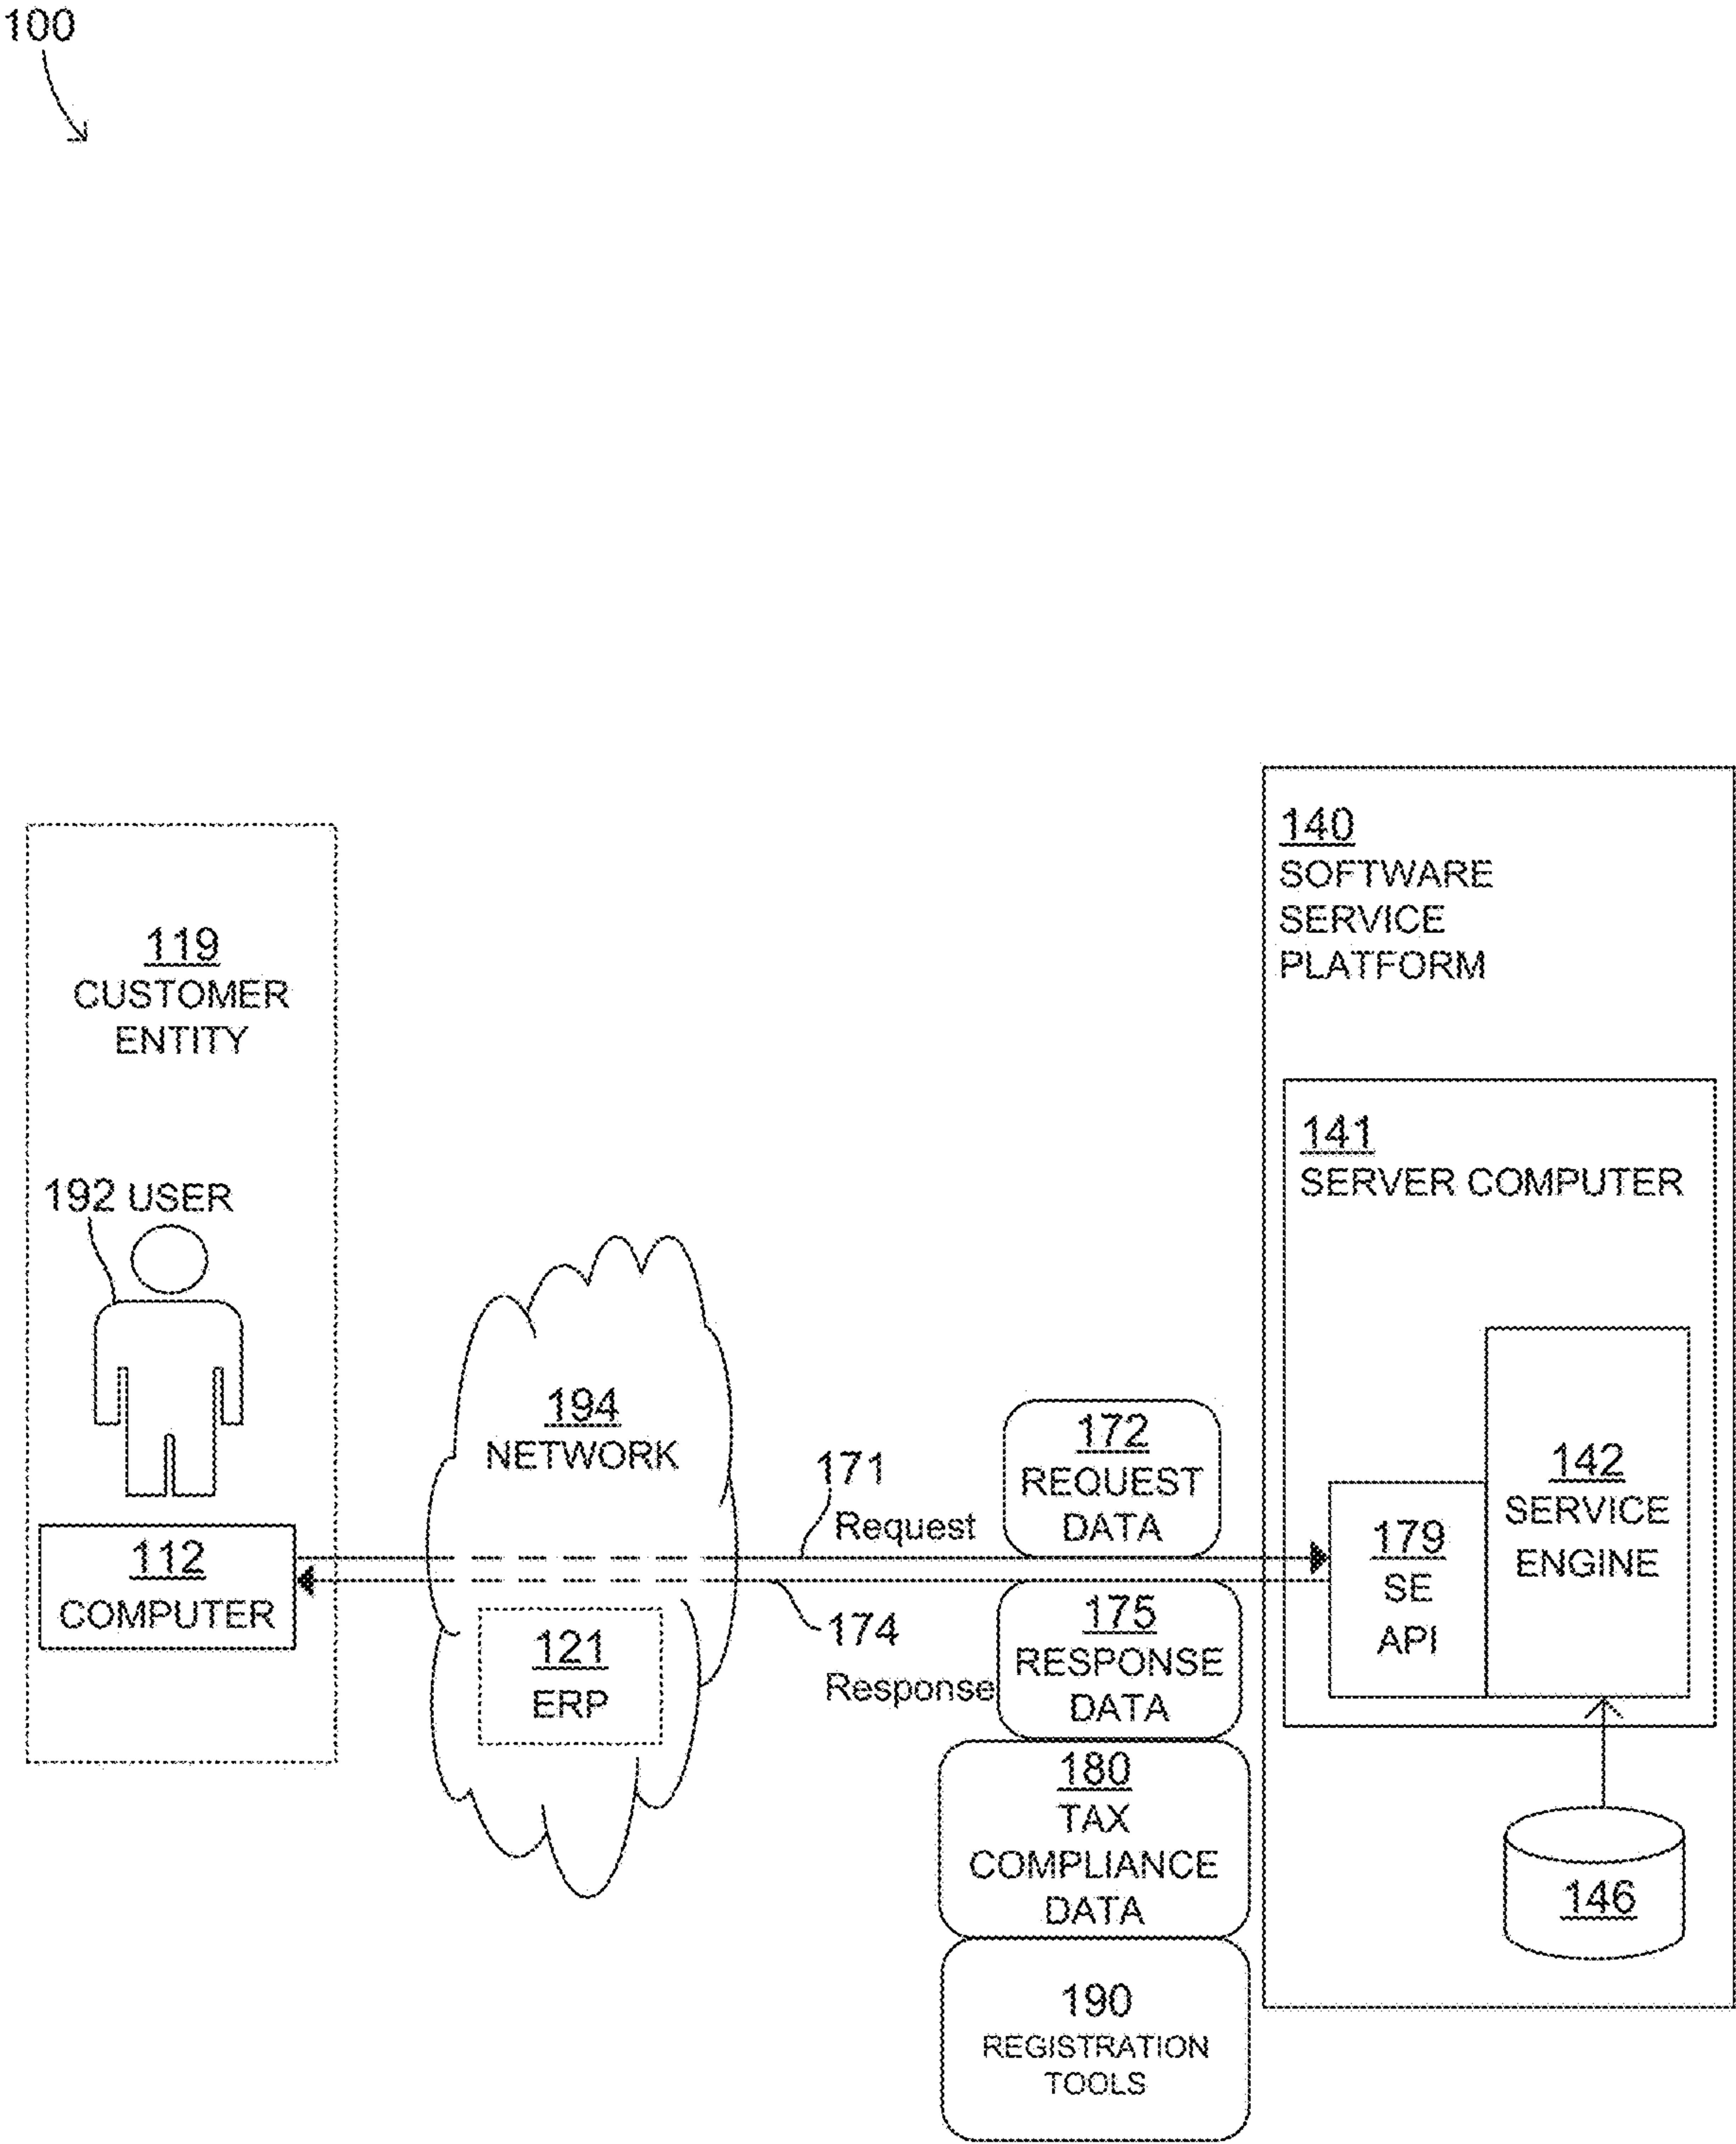 100
140
SOFTWARE
SERVICE
PLATFORM
119
CUSTOMER
ENTITY
141
SERVER COMPUTER
192 USER
194
NETWORK
172
REQUEST
DATA
171
Request
142
SERVICE
ENGINE
179
SE
API
112
COMPUTER
121
ERP
174
Response
175
RESPONSE
DATA
180
TAX
COMPLIANCE
DATA
146
190
REGISTRATION
TOOLS